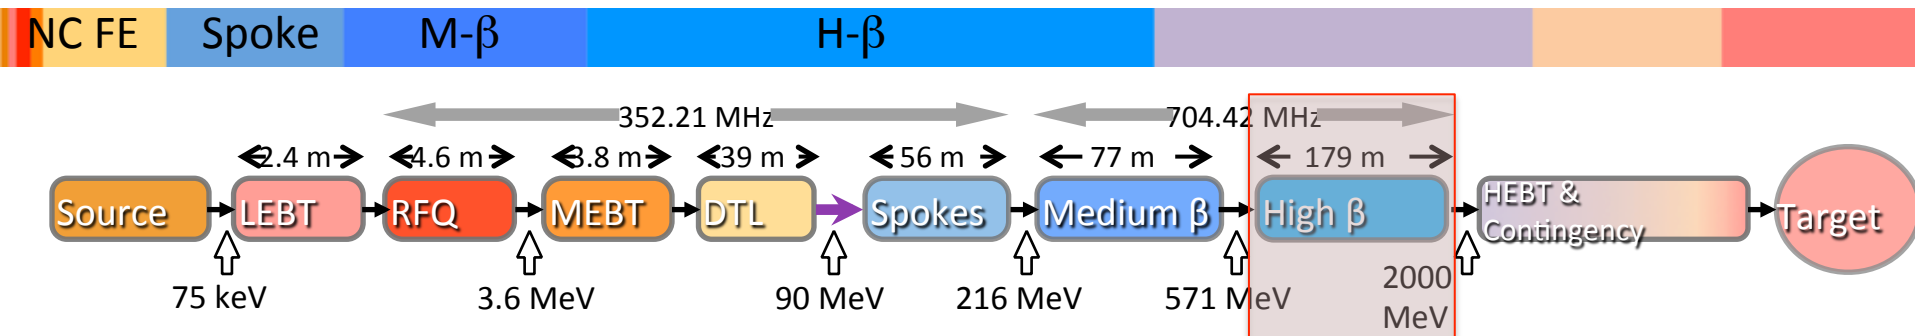 NC FE Spoke M-β H-β
352.21 MHz 704.42 MHz
2.4 m 4.6 m 3.8 m 39 m 56 m 77 m 179 m
Source LEBT RFQ MEBT DTL Spokes Medium β High β HEBT & Contingency Target
75 keV 3.6 MeV 90 MeV 216 MeV 571 MeV 2000 MeV